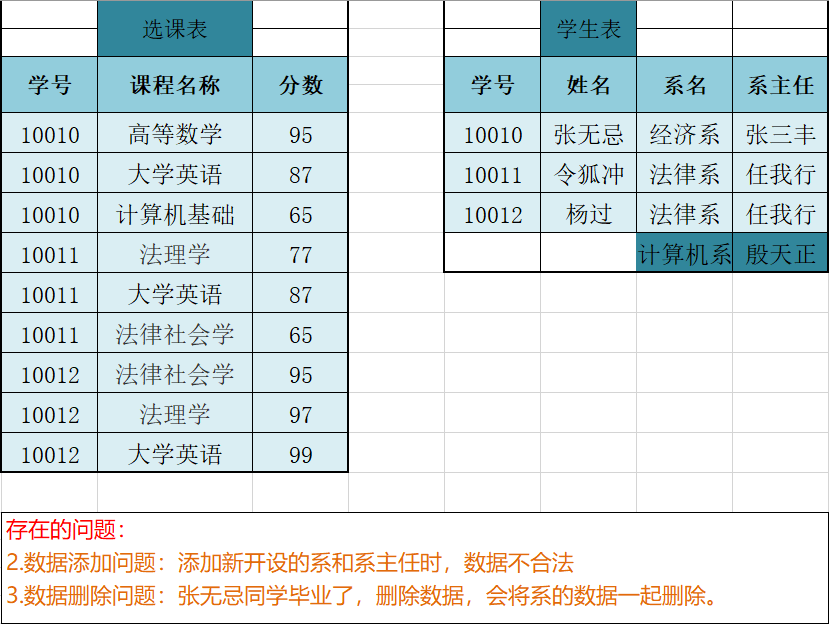 选课表
学号 课程名称 分数
10010 高等数学 95
10010 大学英语 87
10010 计算机基础 65
10011 法理学 77
10011 大学英语 87
10011 法律社会学 65
10012 法律社会学 95
10012 法理学 97
10012 大学英语 99
学生表
学号 姓名 系名 系主任
10010 张无忌 经济系 张三丰
10011 令狐冲 法律系 任我行
10012 杨过 法律系 任我行
计算机系 殷天正
存在的问题：
2.数据添加问题：添加新开设的系和系主任时，数据不合法
3.数据删除问题：张无忌同学毕业了，删除数据，会将系的数据一起删除。